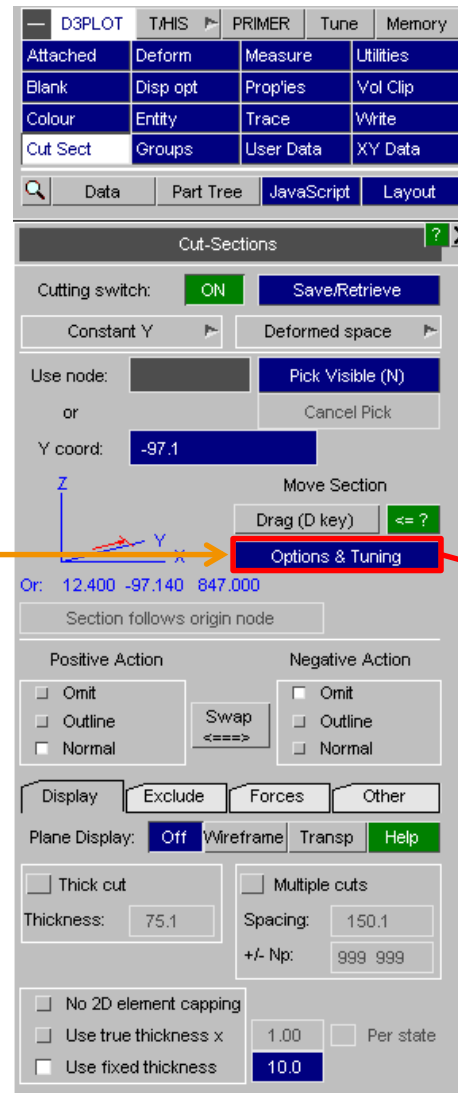 D3PLOT T/HIS PRIMER Tune Memory
Attached Deform Measure Utilities
Blank Disp opt Prop'ies Vol Clip
Colour Entity Trace Write
Cut Sect Groups User Data XY Data
Data Part Tree JavaScript Layout
Cut-Sections ? X
Cutting switch: ON Save/Retrieve
Constant Y Deformed space
Use node: Pick Visible (N)
or Cancel Pick
Y coord: -97.1
Z Move Section
Drag (D key) <= ?
Y
X Options & Tuning
Or: 12.400 -97.140 847.000
Section follows origin node
Positive Action Negative Action
Omit Omit
Outline Swap Outline
<===>
Normal Normal
Display Exclude Forces Other
Plane Display: Off Wireframe Transp Help
Thick cut Multiple cuts
Thickness: 75.1 Spacing: 150.1
+/- Np: 999 999
No 2D element capping
Use true thickness x 1.00 Per state
Use fixed thickness 10.0